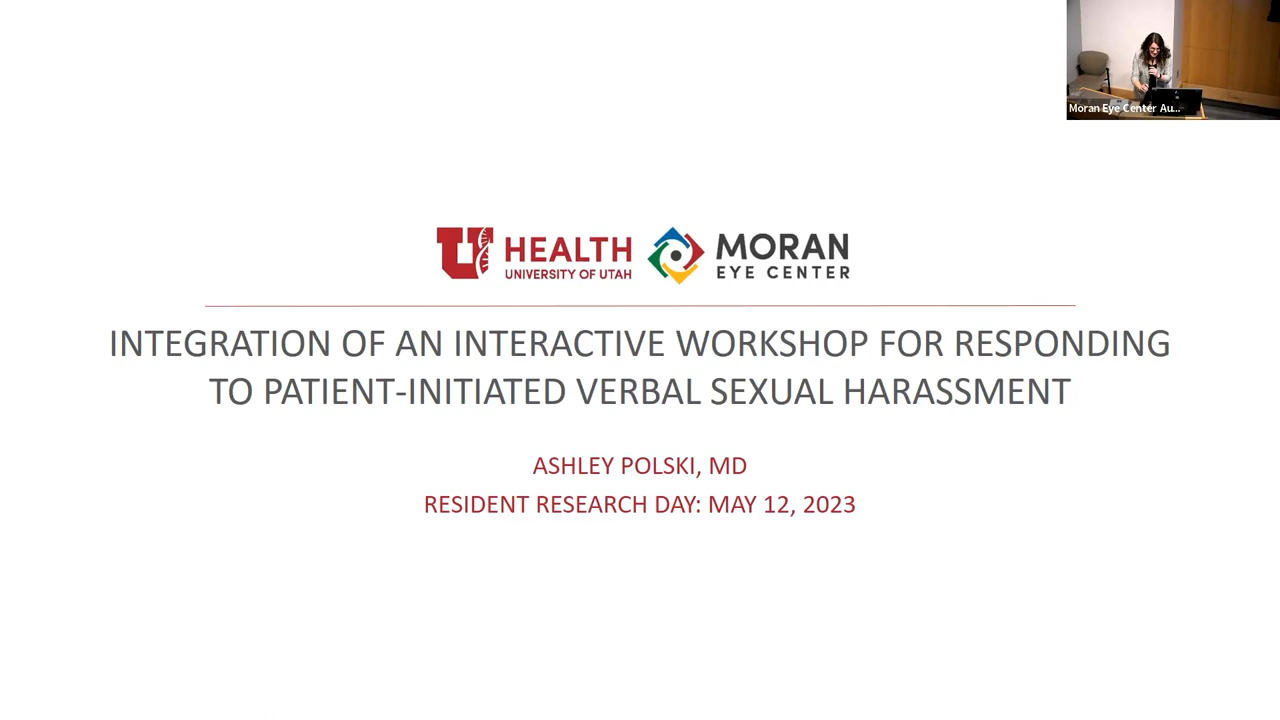 Moran Eye Center Au...
HEALTH
UNIVERSITY OF UTAH
MORAN
EYE CENTER
INTEGRATION OF AN INTERACTIVE WORKSHOP FOR RESPONDING
TO PATIENT-INITIATED VERBAL SEXUAL HARASSMENT
ASHLEY POLSKI, MD
RESIDENT RESEARCH DAY: MAY 12, 2023